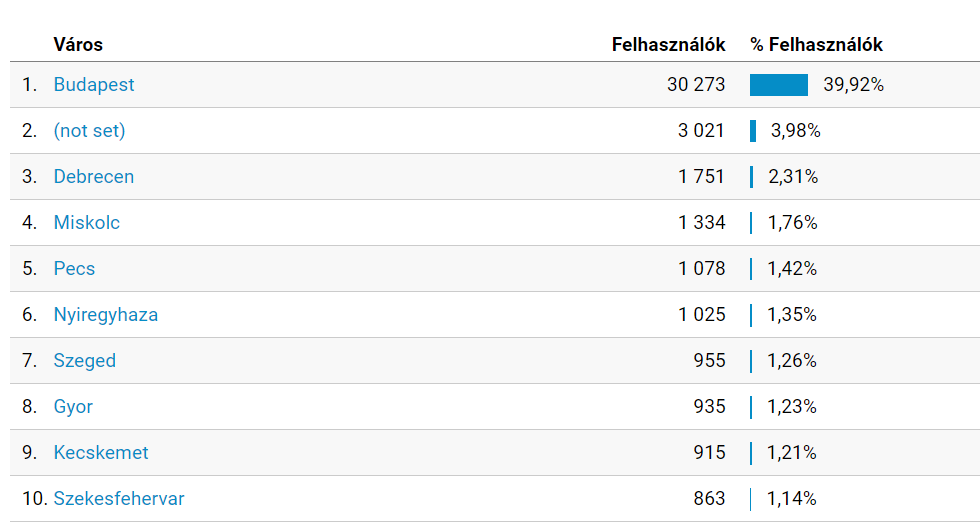 Város Felhasználók % Felhasználók
1. Budapest 30 273 39,92%
2. (not set) 3 021 3,98%
3. Debrecen 1 751 2,31%
4. Miskolc 1 334 1,76%
5. Pecs 1 078 1,42%
6. Nyiregyhaza 1 025 1,35%
7. Szeged 955 1,26%
8. Gyor 935 1,23%
9. Kecskemet 915 1,21%
10. Szekesfehervar 863 1,14%